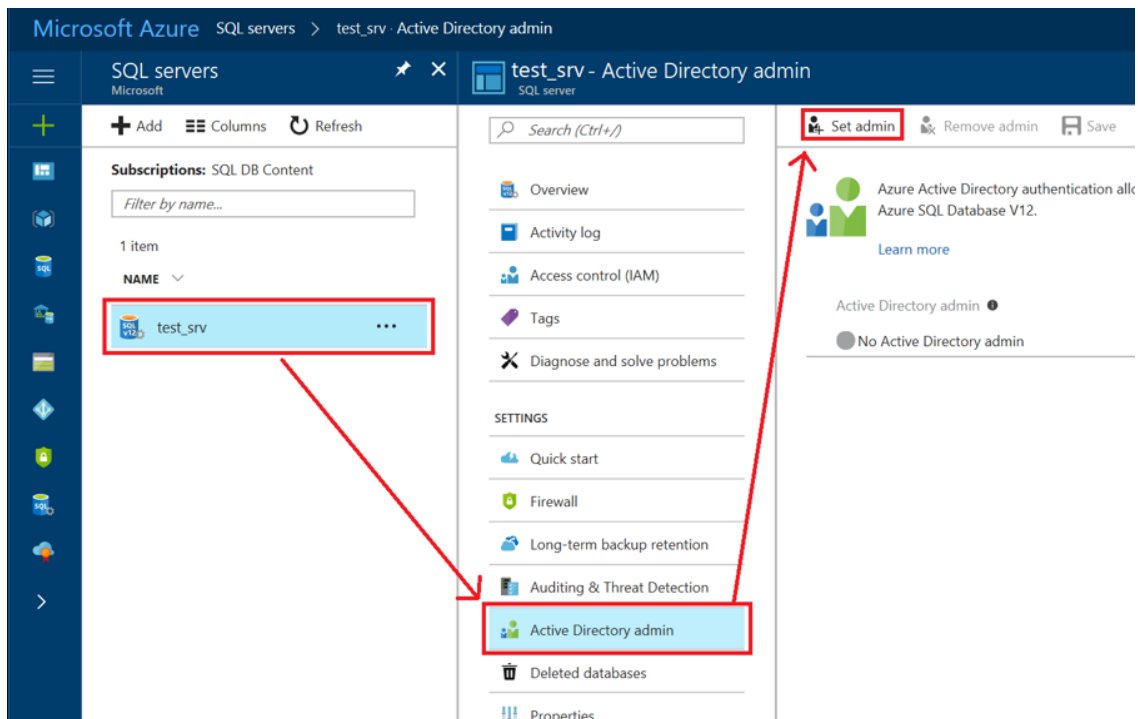 Microsoft Azure SQL servers > test_srv · Active Directory admin
SQL servers
Microsoft
Add Columns Refresh
Subscriptions: SQL DB Content
Filter by name...
1 item
NAME
SQL
v12
test_srv
...
SQL
SQL
test_srv - Active Directory admin
SQL server
Search (Ctrl+/)
Overview
Activity log
Access control (IAM)
Tags
Diagnose and solve problems
SETTINGS
Quick start
Firewall
Long-term backup retention
Auditing & Threat Detection
Active Directory admin
Deleted databases
Properties
Set admin Remove admin Save
Azure Active Directory authentication allo
Azure SQL Database V12.
Learn more
Active Directory admin
No Active Directory admin